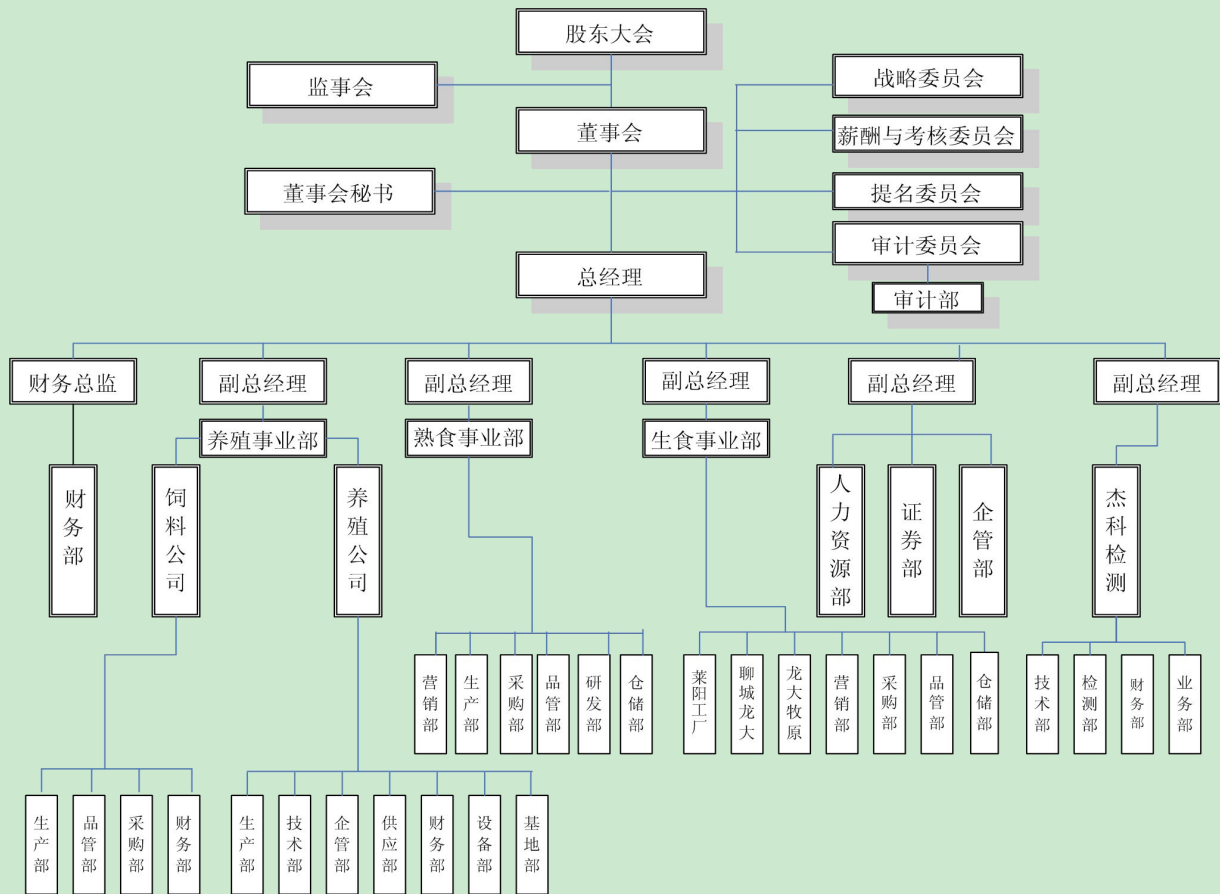 股东大会
监事会
战略委员会
董事会
薪酬与考核委员会
董事会秘书
提名委员会
审计委员会
总经理
审计部
财务总监
副总经理
副总经理
副总经理
副总经理
副总经理
养殖事业部
熟食事业部
生食事业部
财务部
饲料公司
养殖公司
人力资源部
证券部
企管部
杰科检测
营销部
生产部
采购部
品管部
研发部
仓储部
莱阳工厂
聊城龙大
龙大牧原
营销部
采购部
品管部
仓储部
技术部
检测部
财务部
业务部
生产部
品管部
采购部
财务部
生产部
技术部
企管部
供应部
财务部
设备部
基地部